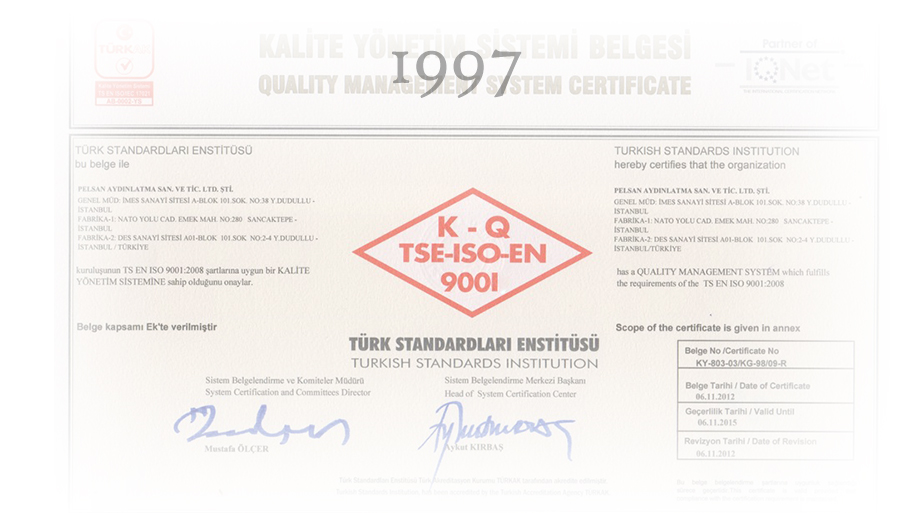 1997
KALİTE YÖNETİM SİSTEMİ BELGESİ
QUALITY MANAGEMENT SYSTEM CERTIFICATE
TÜRK
Partner of
IQNet
TÜRK STANDARDLARI ENSTİTÜSÜ
bu belge ile
PELSAN AYDINLATMA SAN. VE TİC. LTD. ŞTİ.
GENEL MÜD: İMES SANAYİ SİTESİ A-BLOK 101.SOK. NO:38 Y.DUDULLU -
İSTANBUL
FABRİKA-1: NATO YOLU CAD. EMEK MAH. NO:280 SANCAKTEPE -
İSTANBUL
FABRİKA-2: DES SANAYİ SİTESİ A01-BLOK 101.SOK NO:2-4 Y.DUDULLU -
İSTANBUL /TÜRKİYE
kuruluşunun TS EN ISO 9001:2008 şartlarına uygun bir KALİTE
YÖNETİM SİSTEMİNE sahip olduğunu onaylar.
Belge kapsamı Ek'te verilmiştir
K - Q
TSE-ISO-EN
9001
TÜRK STANDARDLARI ENSTİTÜSÜ
TURKISH STANDARDS INSTITUTION
TURKISH STANDARDS INSTITUTION
hereby certifies that the organization
PELSAN AYDINLATMA SAN. VE TİC. LTD. ŞTİ.
GENEL MÜD: İMES SANAYİ SİTESİ A-BLOK 101.SOK. NO:38 Y.DUDULLU -
İSTANBUL
FABRİKA-1: NATO YOLU CAD. EMEK MAH. NO:280 SANCAKTEPE -
İSTANBUL
FABRİKA-2: DES SANAYİ SİTESİ A01-BLOK 101.SOK NO:2-4 Y.DUDULLU -
İSTANBUL/TÜRKİYE
has a QUALITY MANAGEMENT SYSTEM which fulfills
the requirements of the TS EN ISO 9001:2008
Scope of the certificate is given in annex
Sistem Belgelendirme ve Komiteler Müdürü
System Certification and Committees Director
Mustafa ÖLÇER
Sistem Belgelendirme Merkezi Başkanı
Head of System Certification Center
Aykut KIRBAŞ
Belge No /Certificate No
KY-803-03/KG-98/09-R
Belge Tarihi / Date of Certificate
06.11.2012
Geçerlilik Tarihi / Valid Until
06.11.2015
Revizyon Tarihi / Date of Revision
06.11.2012